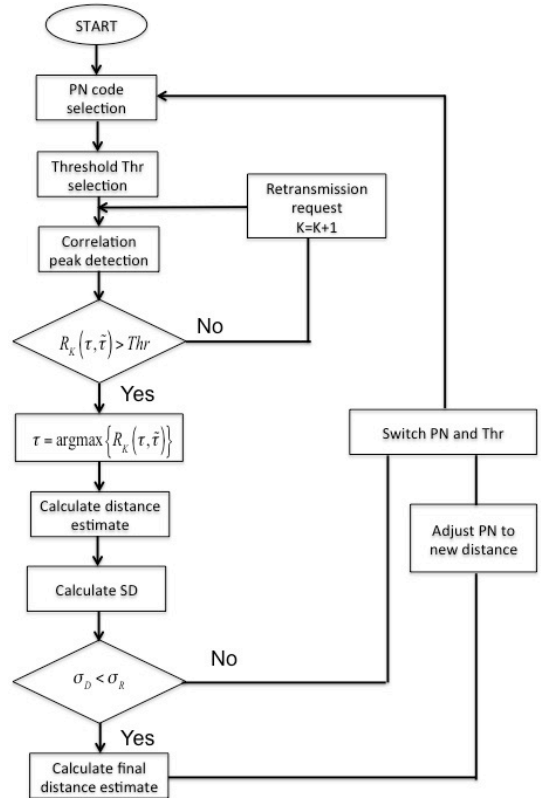 START
PN code
selection
Threshold Thr
selection
Retransmission
request
K=K+1
Correlation
peak detection
R_K(τ,τ̃)>Thr
No
Yes
τ = argmax{R_K(τ,τ̃)}
Switch PN and Thr
Calculate distance
estimate
Adjust PN to
new distance
Calculate SD
σ_D < σ_R
No
Yes
Calculate final
distance estimate